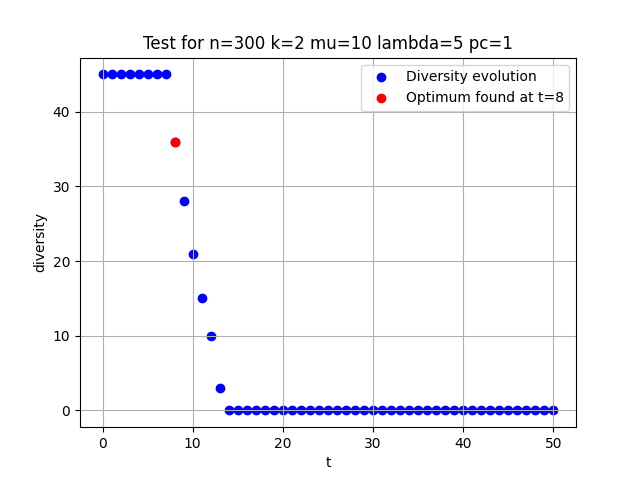 Test for n=300 k=2 mu=10 lambda=5 pc=1
Diversity evolution
Optimum found at t=8
40
30
20
10
0
diversity
0 10 20 30 40 50
t